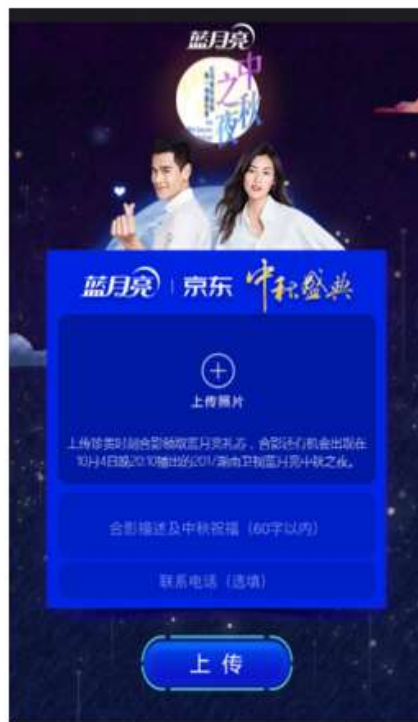 蓝月亮
中秋
之夜
蓝月亮 | 京东 中秋盛典
上传照片
上传珍贵时刻合影领取蓝月亮礼券，合影还有机会出现在
10月4日晚20:10播出的2017湖南卫视蓝月亮中秋之夜。
合影描述及中秋祝福（60字以内）
联系电话（选填）
上 传